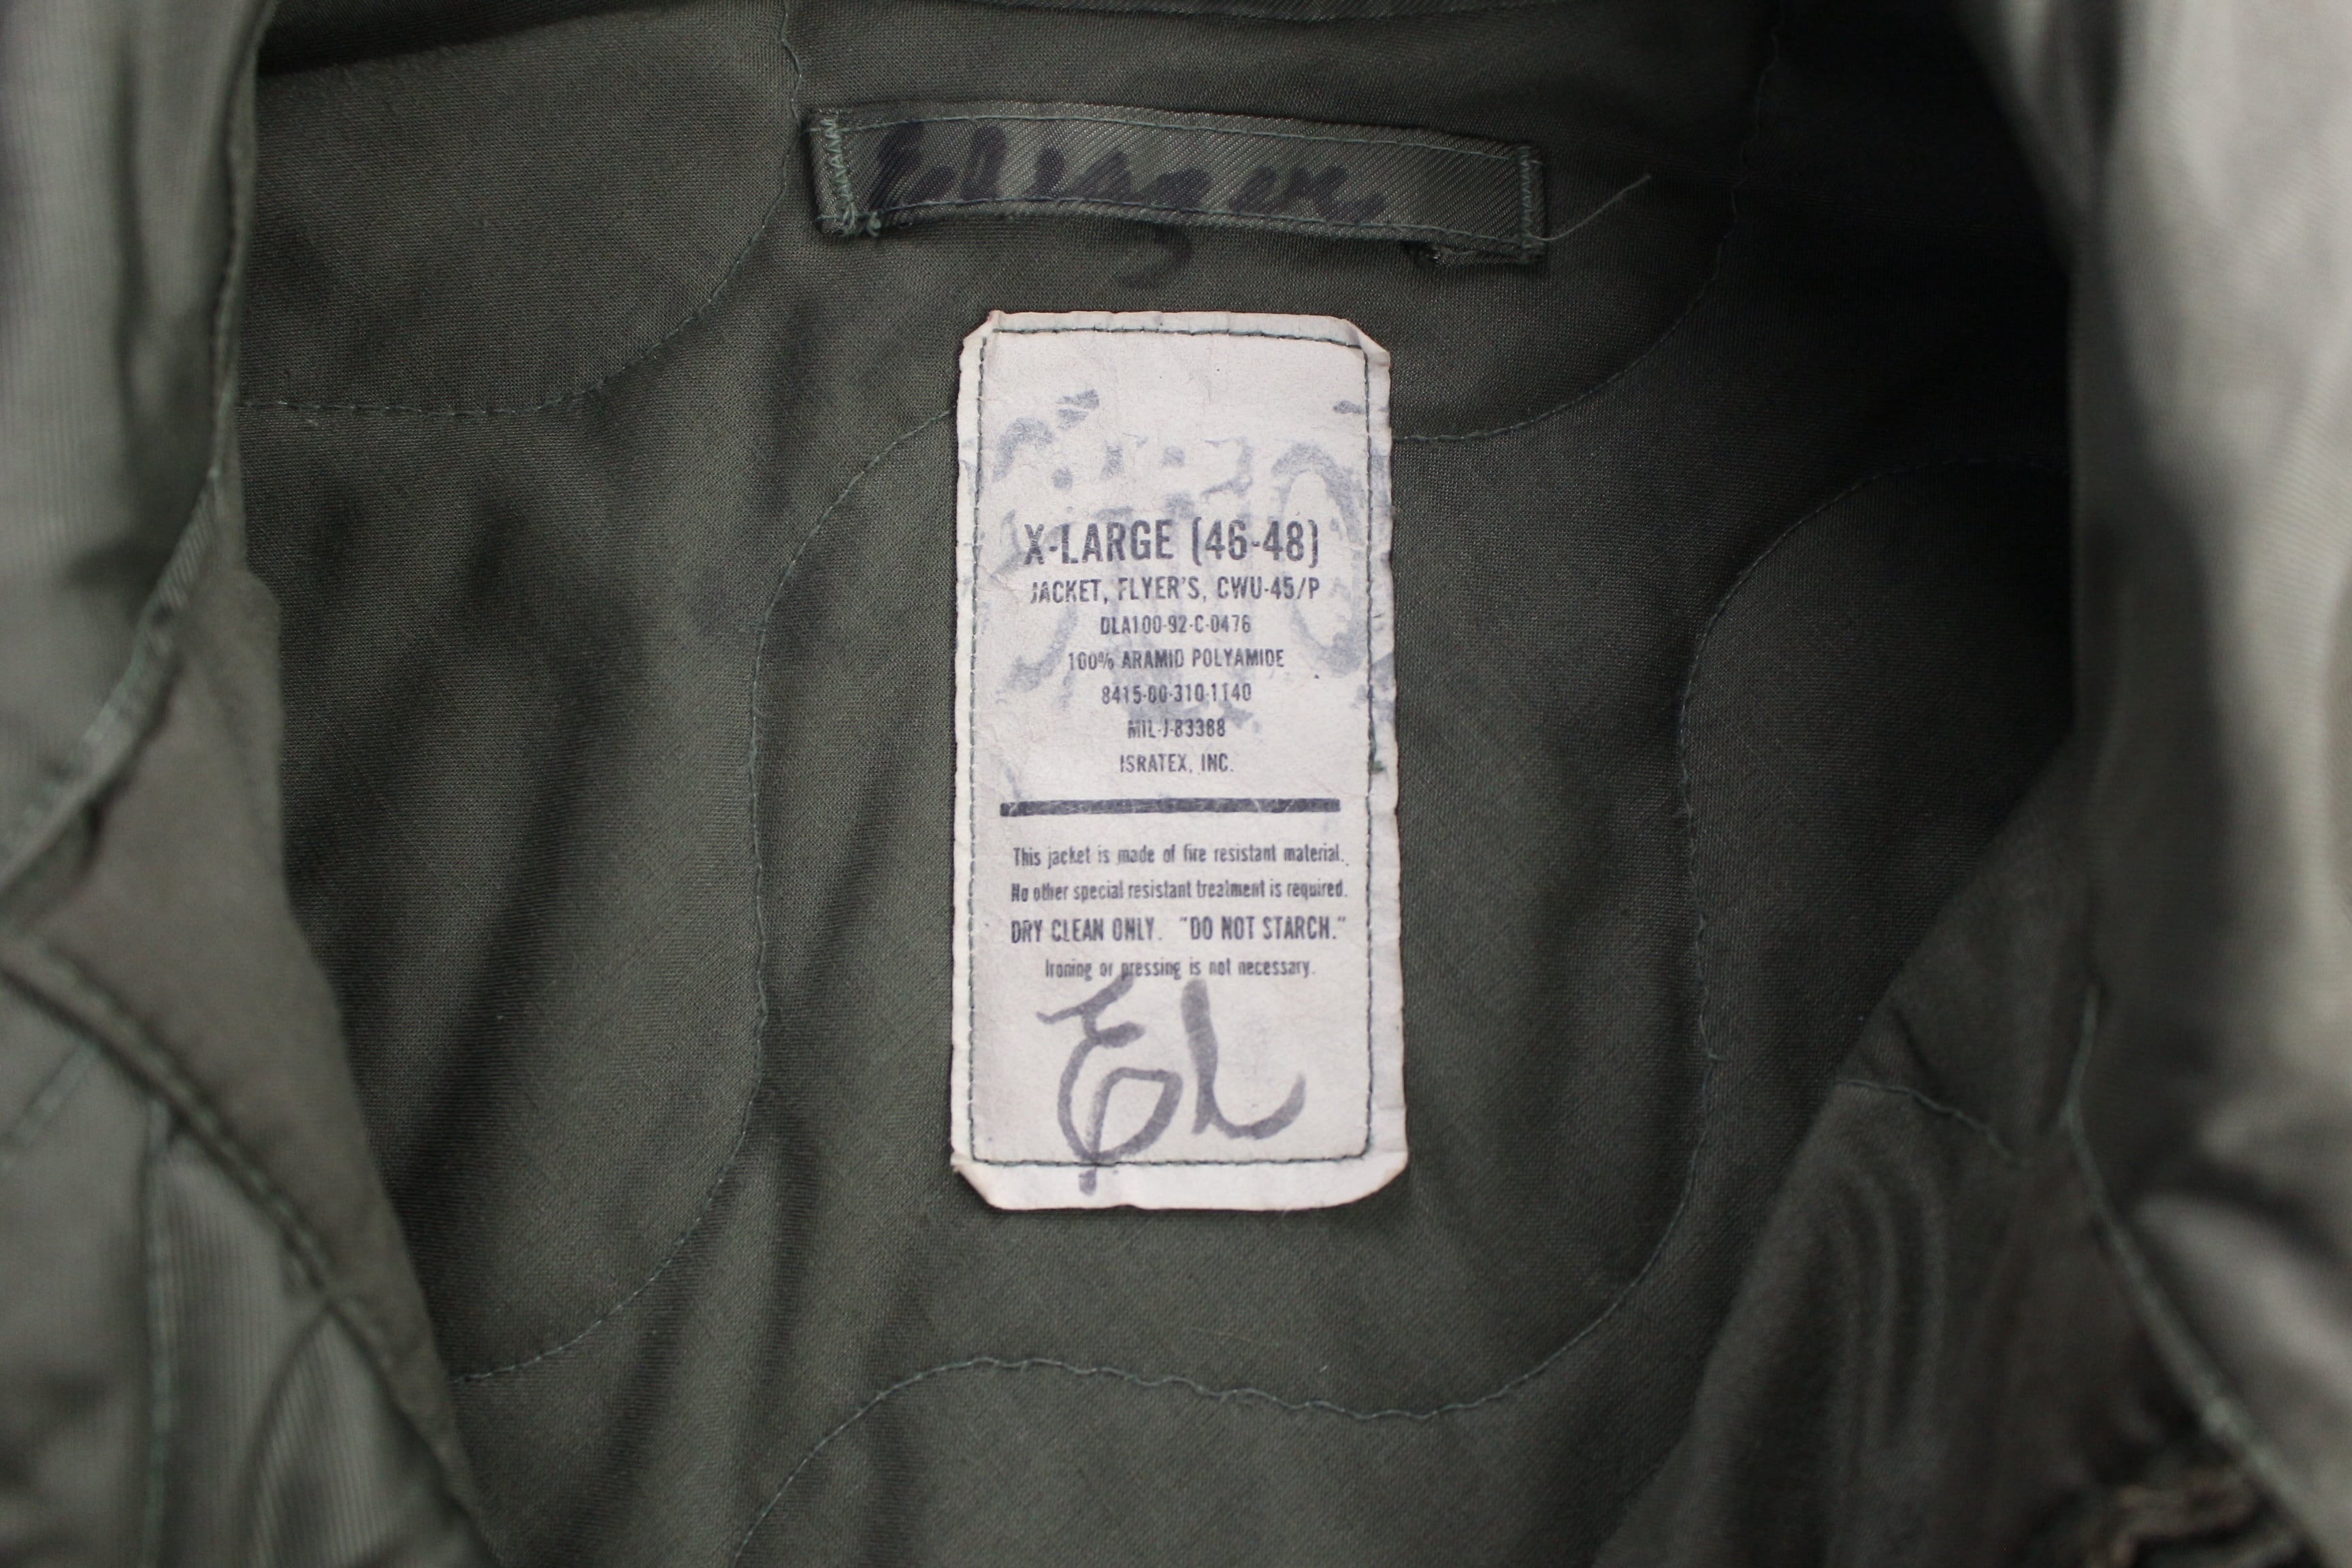 X-LARGE (46-48)
JACKET, FLYER'S, CWU-45/P
DLA100-92-C-0476
100% ARAMID POLYAMIDE
8415-00-310-1140
MIL-J-83388
ISRATEX, INC.
This jacket is made of fire resistant material.
No other special resistant treatment is required.
DRY CLEAN ONLY. "DO NOT STARCH."
Ironing or pressing is not necessary.